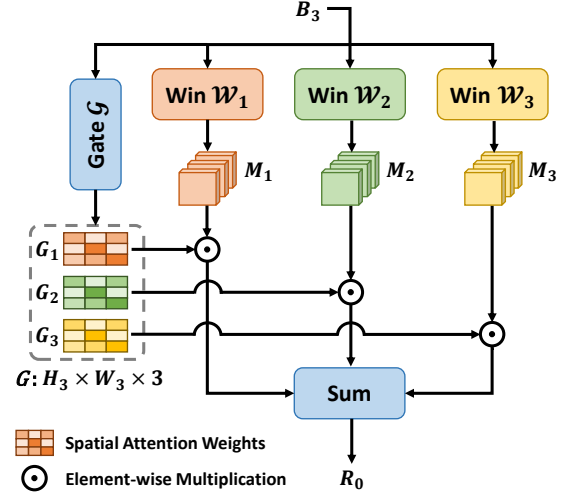 B₃
Gate 𝒢
Win 𝒲₁
Win 𝒲₂
Win 𝒲₃
M₁
M₂
M₃
G₁
G₂
G₃
G: H₃ × W₃ × 3
Sum
Spatial Attention Weights
Element-wise Multiplication
R₀